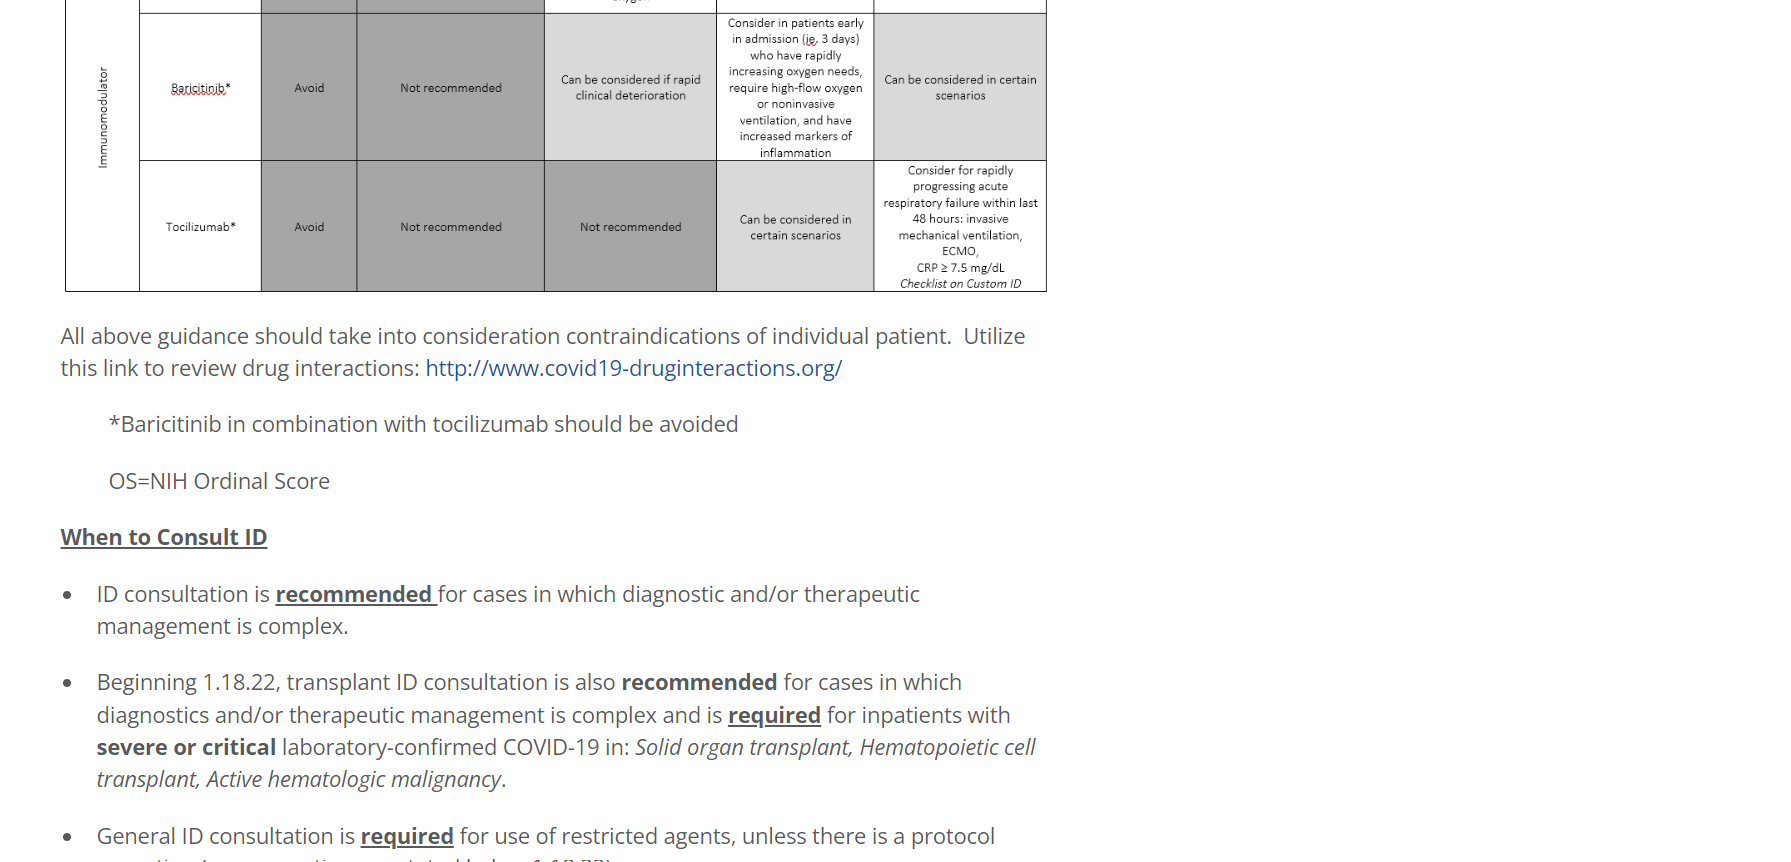 Immunomodulator
Baricitinib*
Avoid
Not recommended
Can be considered if rapid
clinical deterioration
Consider in patients early
in admission (ie, 3 days)
who have rapidly
increasing oxygen needs,
require high-flow oxygen
or noninvasive
ventilation, and have
increased markers of
inflammation
Can be considered in certain
scenarios
Tocilizumab*
Avoid
Not recommended
Not recommended
Can be considered in
certain scenarios
Consider for rapidly
progressing acute
respiratory failure within last
48 hours: invasive
mechanical ventilation,
ECMO,
CRP ≥ 7.5 mg/dL
Checklist on Custom ID
All above guidance should take into consideration contraindications of individual patient.  Utilize
this link to review drug interactions: http://www.covid19-druginteractions.org/
*Baricitinib in combination with tocilizumab should be avoided
OS=NIH Ordinal Score
When to Consult ID
• ID consultation is recommended for cases in which diagnostic and/or therapeutic
management is complex.
• Beginning 1.18.22, transplant ID consultation is also recommended for cases in which
diagnostics and/or therapeutic management is complex and is required for inpatients with
severe or critical laboratory-confirmed COVID-19 in: Solid organ transplant, Hematopoietic cell
transplant, Active hematologic malignancy.
• General ID consultation is required for use of restricted agents, unless there is a protocol